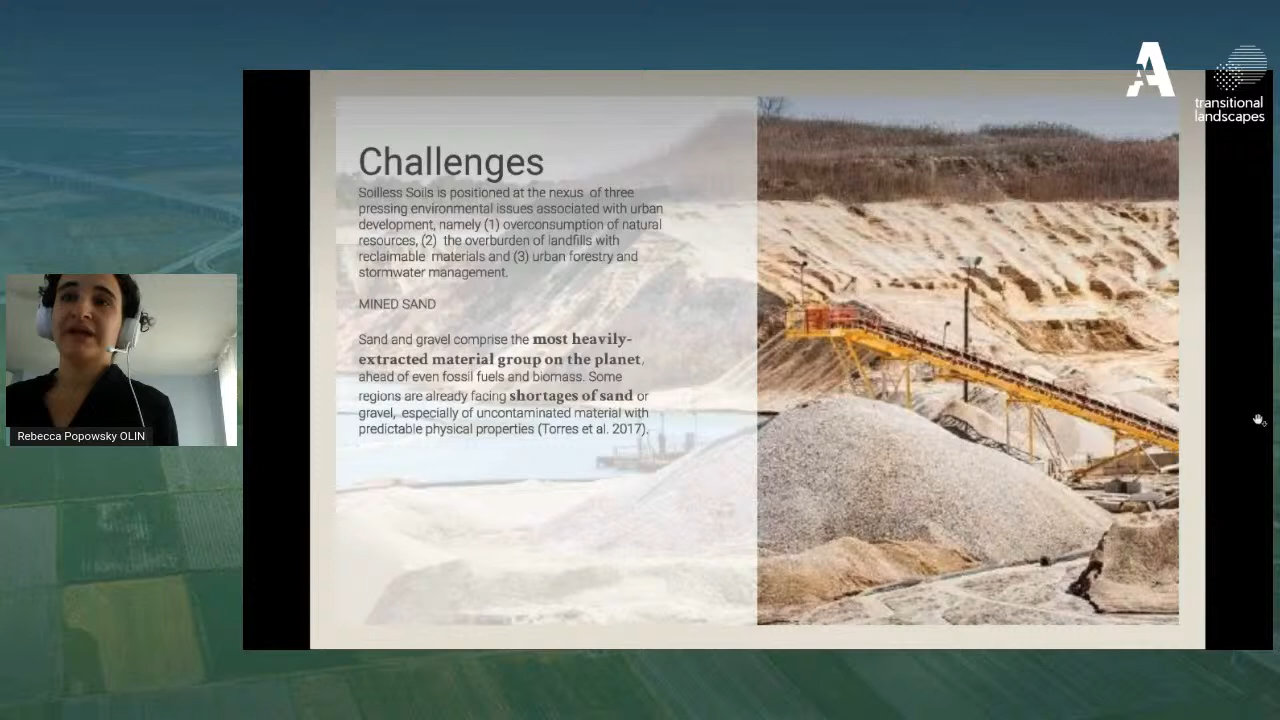 A
transitional
landscapes
Challenges
Soilless Soils is positioned at the nexus of three
pressing environmental issues associated with urban
development, namely (1) overconsumption of natural
resources, (2) the overburden of landfills with
reclaimable materials and (3) urban forestry and
stormwater management.
MINED SAND
Sand and gravel comprise the most heavily-
extracted material group on the planet,
ahead of even fossil fuels and biomass. Some
regions are already facing shortages of sand or
gravel, especially of uncontaminated material with
predictable physical properties (Torres et al. 2017).
Rebecca Popowsky OLIN